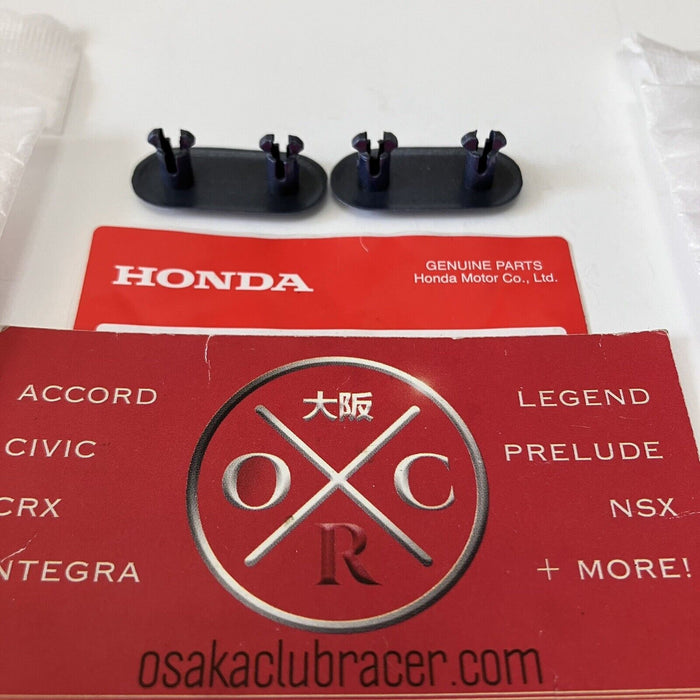 HONDA
GENUINE PARTS
Honda Motor Co., Ltd.
大阪
O C
R
ACCORD
CIVIC
CRX
NTEGRA
LEGEND
PRELUDE
NSX
+ MORE!
osakaclubracer.com